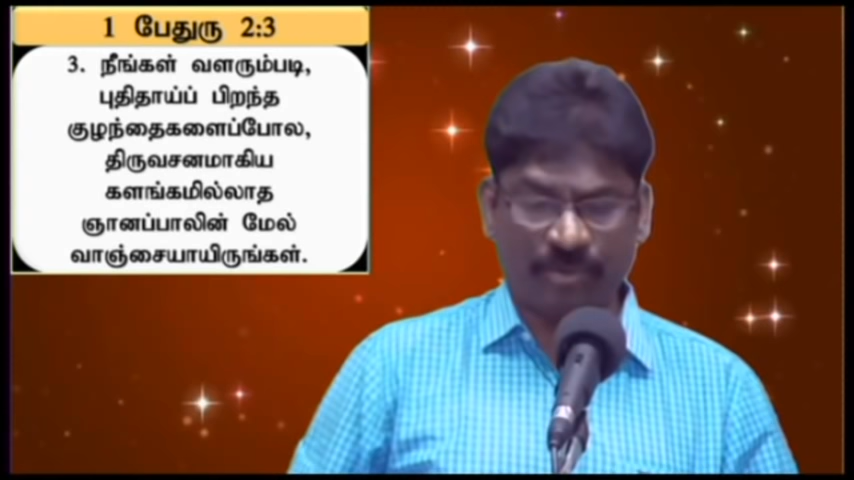 1 பேதுரு 2:3
3. நீங்கள் வளரும்படி,
புதிதாய்ப் பிறந்த
குழந்தைகளைப்போல,
திருவசனமாகிய
களங்கமில்லாத
ஞானப்பாலின் மேல்
வாஞ்சையாயிருங்கள்.